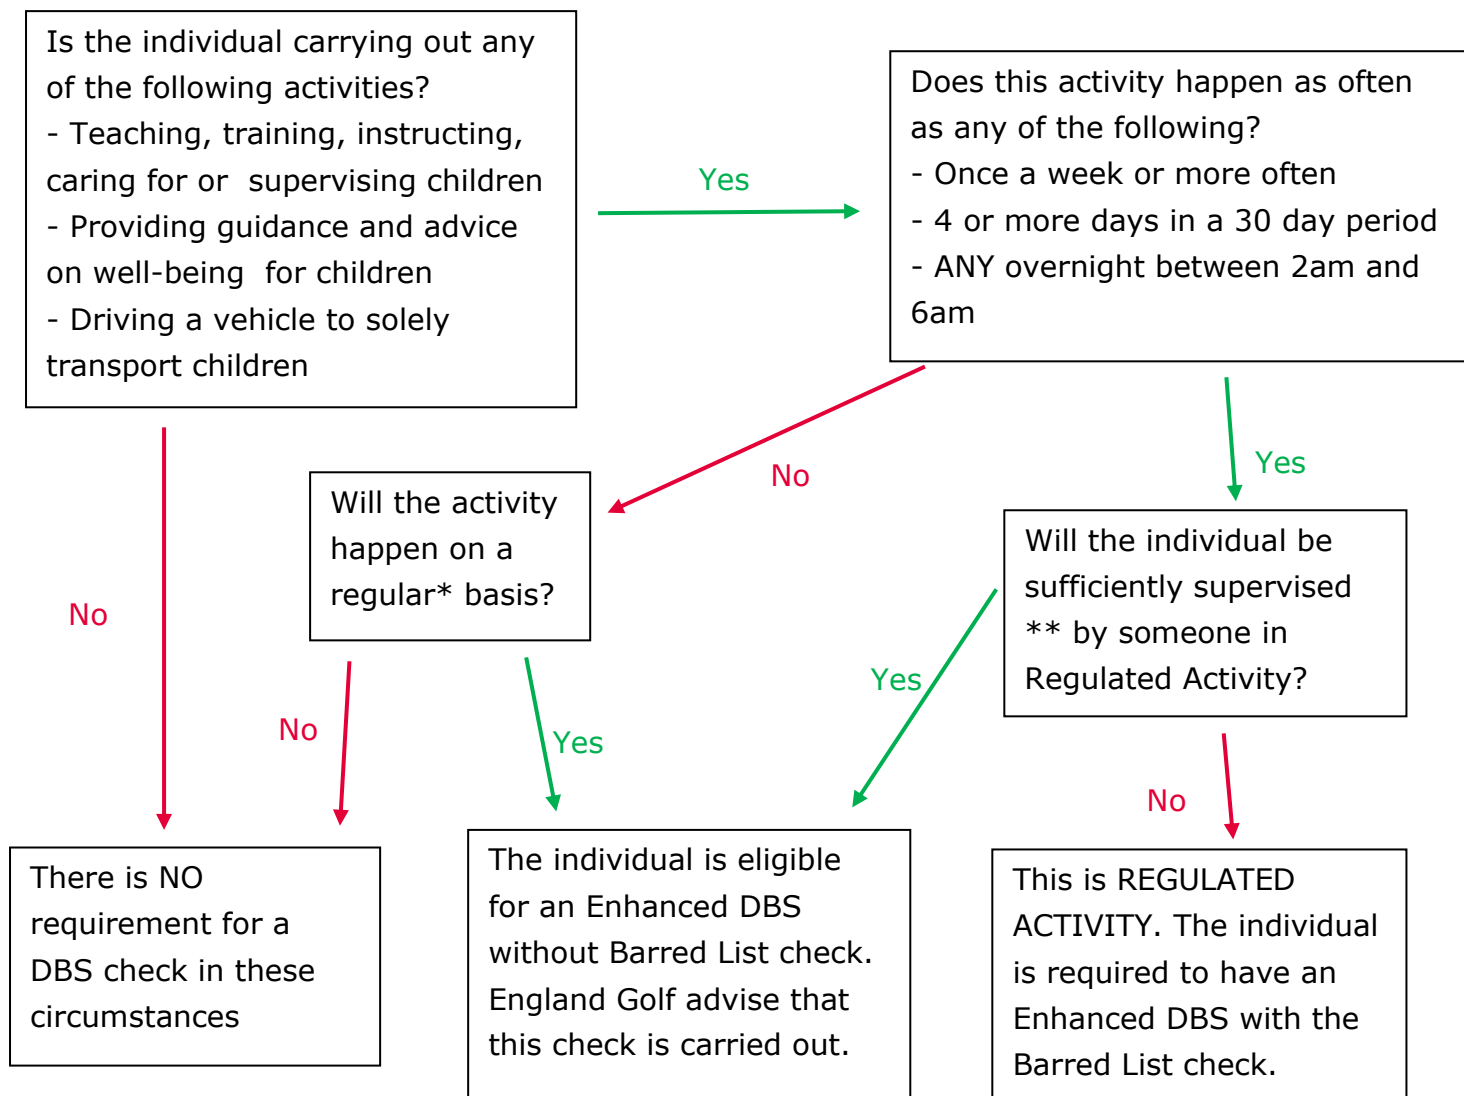 Is the individual carrying out any
of the following activities?
- Teaching, training, instructing,
caring for or  supervising children
- Providing guidance and advice
on well-being  for children
- Driving a vehicle to solely
transport children
Yes
Does this activity happen as often
as any of the following?
- Once a week or more often
- 4 or more days in a 30 day period
- ANY overnight between 2am and
6am
No
No
Yes
Will the activity
happen on a
regular* basis?
Will the individual be
sufficiently supervised
** by someone in
Regulated Activity?
No
Yes
Yes
No
There is NO
requirement for a
DBS check in these
circumstances
The individual is eligible
for an Enhanced DBS
without Barred List check.
England Golf advise that
this check is carried out.
This is REGULATED
ACTIVITY. The individual
is required to have an
Enhanced DBS with the
Barred List check.